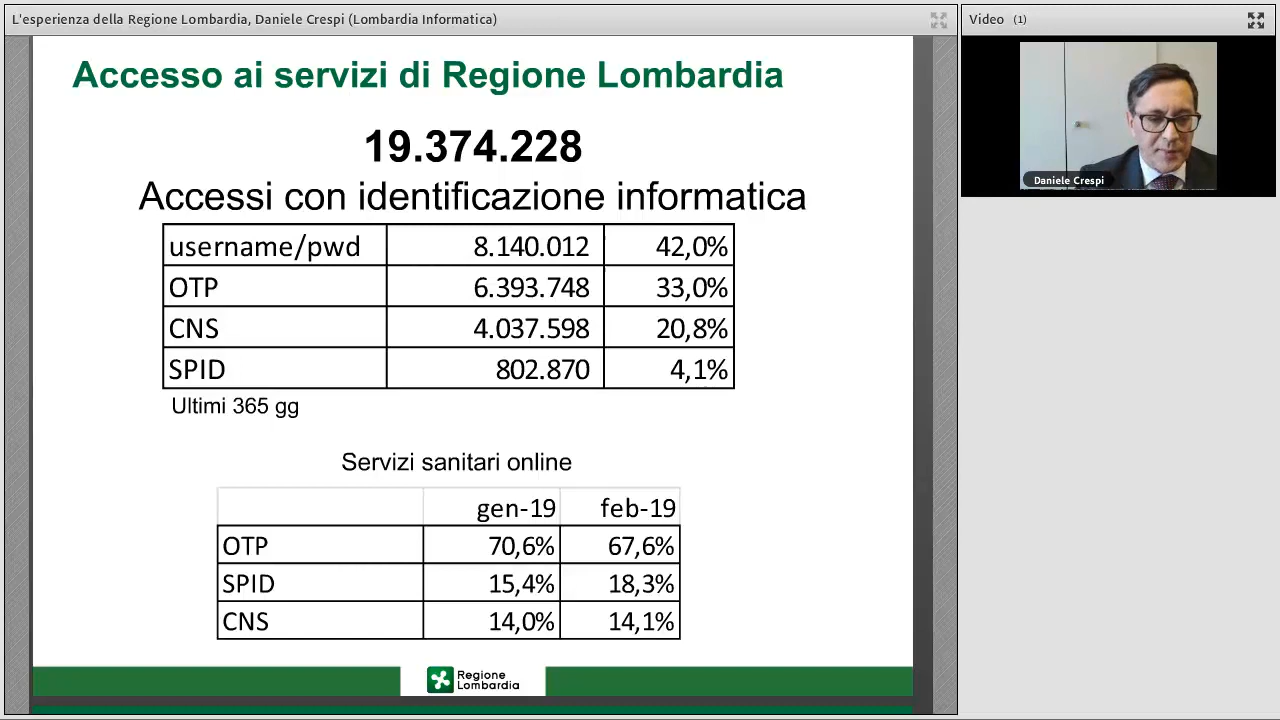 L'esperienza della Regione Lombardia, Daniele Crespi (Lombardia Informatica)
Video (1)
Accesso ai servizi di Regione Lombardia
19.374.228
Accessi con identificazione informatica
username/pwd 8.140.012 42,0%
OTP 6.393.748 33,0%
CNS 4.037.598 20,8%
SPID 802.870 4,1%
Ultimi 365 gg
Servizi sanitari online
gen-19 feb-19
OTP 70,6% 67,6%
SPID 15,4% 18,3%
CNS 14,0% 14,1%
Regione
Lombardia
Daniele Crespi